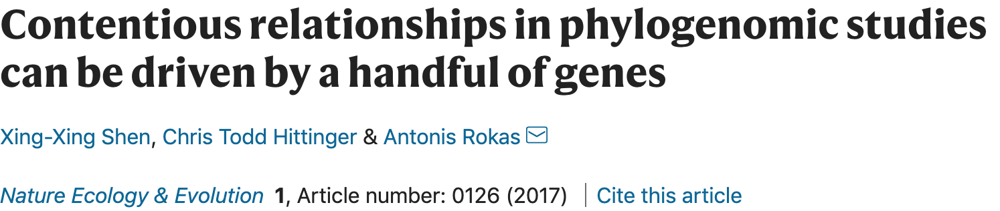 Contentious relationships in phylogenomic studies
can be driven by a handful of genes
Xing-Xing Shen, Chris Todd Hittinger & Antonis Rokas
Nature Ecology & Evolution 1, Article number: 0126 (2017) | Cite this article